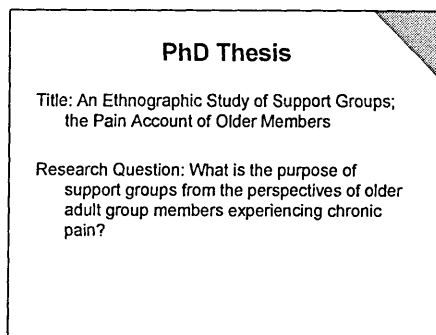 PhD Thesis
Title: An Ethnographic Study of Support Groups;
the Pain Account of Older Members
Research Question: What is the purpose of
support groups from the perspectives of older
adult group members experiencing chronic
pain?